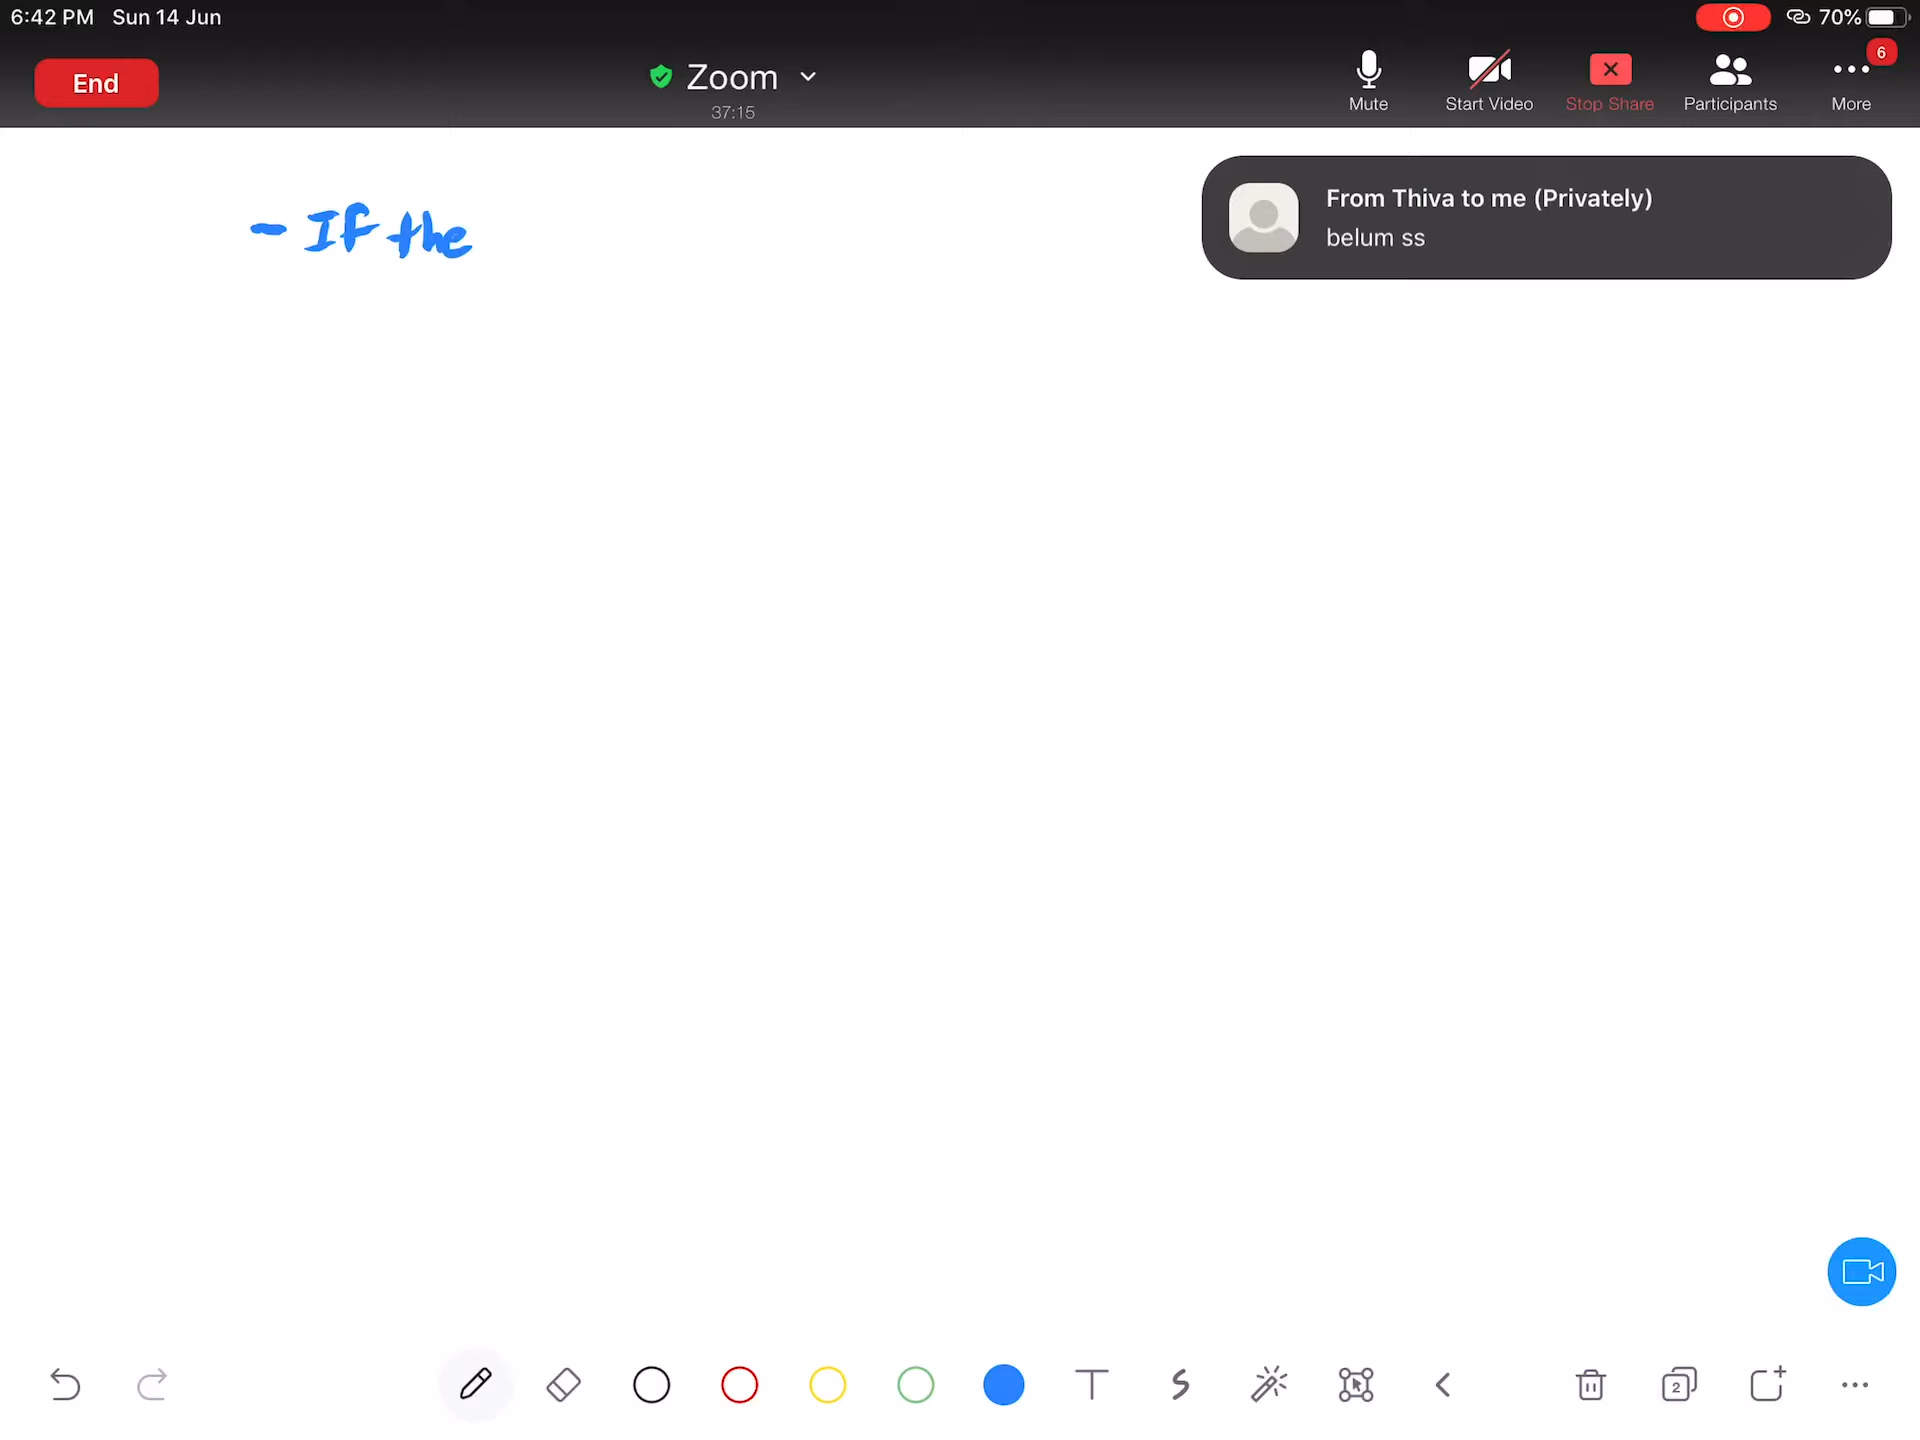 6:42 PM Sun 14 Jun
70%
End
Zoom
37:15
Mute
Start Video
Stop Share
Participants
6
More
From Thiva to me (Privately)
belum ss
- If the
T
2